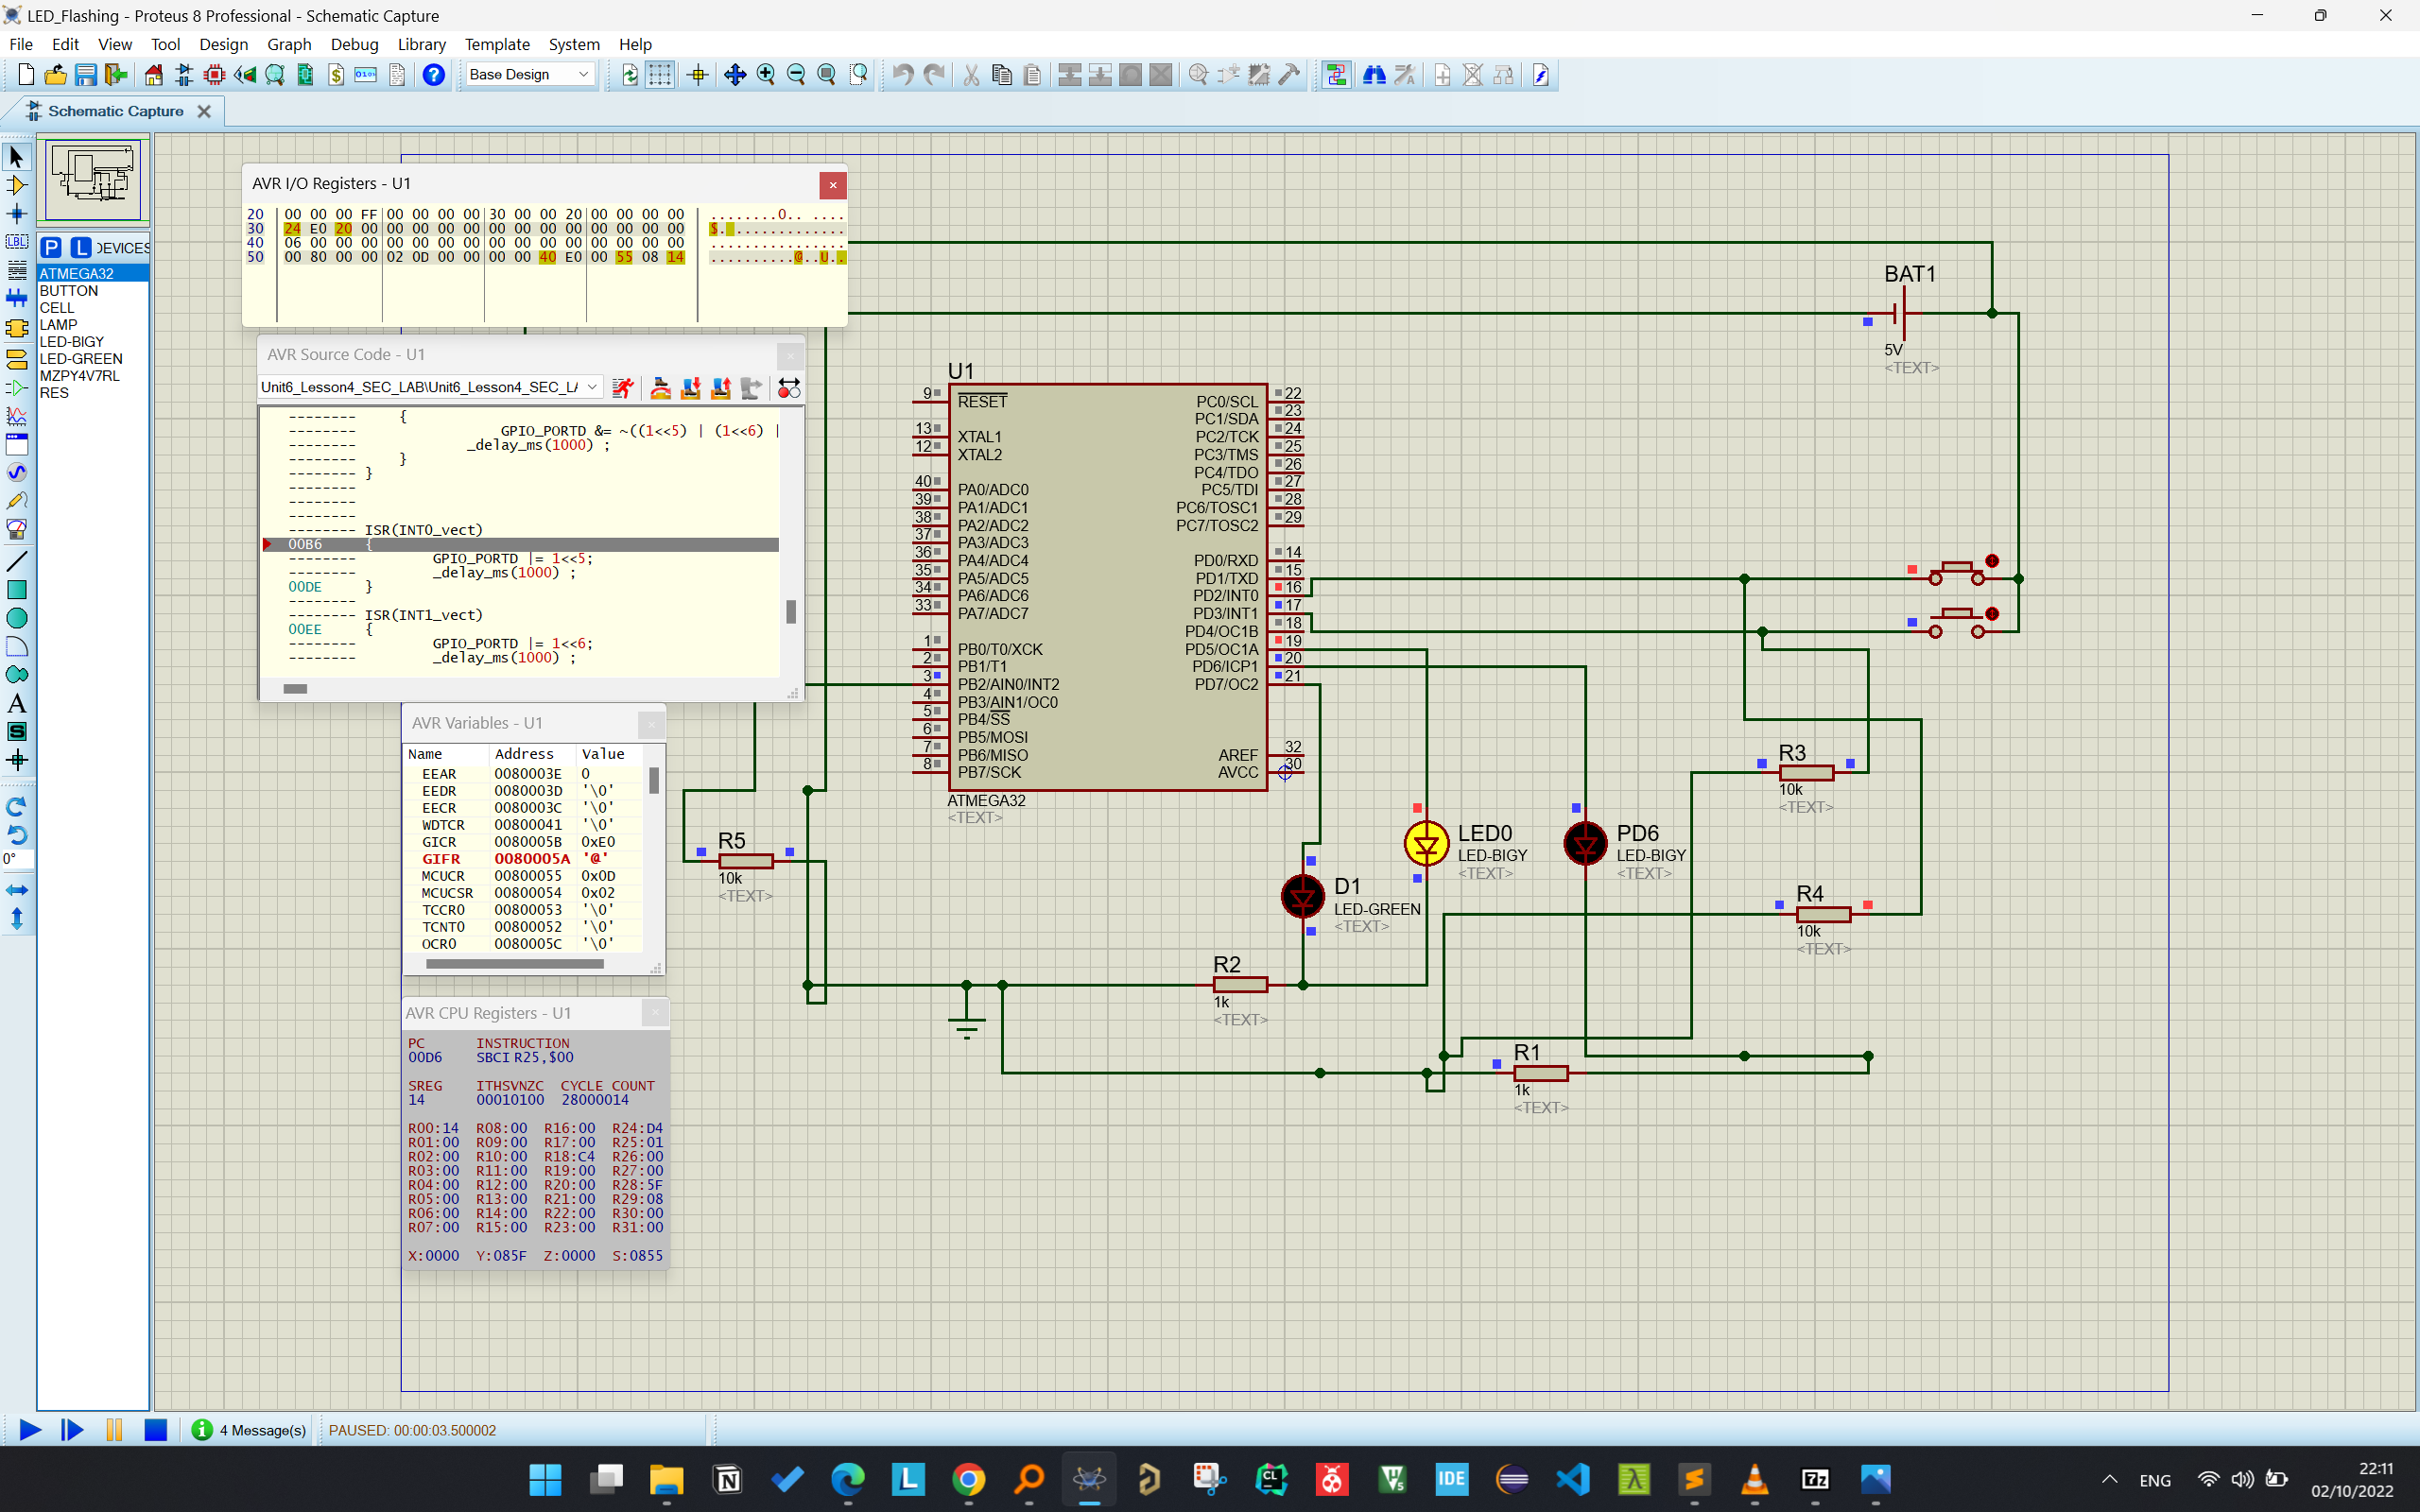 LED_Flashing - Proteus 8 Professional - Schematic Capture
File Edit View Tool Design Graph Debug Library Template System Help
Base Design
Schematic Capture
P L DEVICES
ATMEGA32
BUTTON
CELL
LAMP
LED-BIGY
LED-GREEN
MZPY4V7RL
RES
0°
AVR I/O Registers - U1
20 00 00 00 FF 00 00 00 00 30 00 00 20 00 00 00 00 ........0.. ....
30 24 E0 20 00 00 00 00 00 00 00 00 00 00 00 00 00 $. .............
40 06 00 00 00 00 00 00 00 00 00 00 00 00 00 00 00 ................
50 00 80 00 00 02 0D 00 00 00 00 40 E0 00 55 08 14 ..........@..U..
AVR Source Code - U1
Unit6_Lesson4_SEC_LAB\Unit6_Lesson4_SEC_L
-------- {
-------- GPIO_PORTD &= ~((1<<5) | (1<<6) |
-------- _delay_ms(1000) ;
-------- }
-------- }
--------
--------
--------
-------- ISR(INT0_vect)
00B6 {
-------- GPIO_PORTD |= 1<<5;
-------- _delay_ms(1000) ;
00DE }
--------
-------- ISR(INT1_vect)
00EE {
-------- GPIO_PORTD |= 1<<6;
-------- _delay_ms(1000) ;
AVR Variables - U1
Name Address Value
EEAR 0080003E 0
EEDR 0080003D '\0'
EECR 0080003C '\0'
WDTCR 00800041 '\0'
GICR 0080005B 0xE0
GIFR 0080005A '@'
MCUCR 00800055 0x0D
MCUCSR 00800054 0x02
TCCR0 00800053 '\0'
TCNT0 00800052 '\0'
OCR0 0080005C '\0'
AVR CPU Registers - U1
PC INSTRUCTION
00D6 SBCI R25,$00
SREG ITHSVNZC CYCLE COUNT
14 00010100 28000014
R00:14 R08:00 R16:00 R24:D4
R01:00 R09:00 R17:00 R25:01
R02:00 R10:00 R18:C4 R26:00
R03:00 R11:00 R19:00 R27:00
R04:00 R12:00 R20:00 R28:5F
R05:00 R13:00 R21:00 R29:08
R06:00 R14:00 R22:00 R30:00
R07:00 R15:00 R23:00 R31:00
X:0000 Y:085F Z:0000 S:0855
U1
9 RESET PC0/SCL 22
PC1/SDA 23
13 XTAL1 PC2/TCK 24
12 XTAL2 PC3/TMS 25
PC4/TDO 26
40 PA0/ADC0 PC5/TDI 27
39 PA1/ADC1 PC6/TOSC1 28
38 PA2/ADC2 PC7/TOSC2 29
37 PA3/ADC3
36 PA4/ADC4 PD0/RXD 14
35 PA5/ADC5 PD1/TXD 15
34 PA6/ADC6 PD2/INT0 16
33 PA7/ADC7 PD3/INT1 17
PD4/OC1B 18
1 PB0/T0/XCK PD5/OC1A 19
2 PB1/T1 PD6/ICP1 20
3 PB2/AIN0/INT2 PD7/OC2 21
4 PB3/AIN1/OC0
5 PB4/SS
6 PB5/MOSI
7 PB6/MISO AREF 32
8 PB7/SCK AVCC 30
ATMEGA32
<TEXT>
BAT1
5V
<TEXT>
R3
10k
<TEXT>
R5
10k
<TEXT>
LED0
LED-BIGY
<TEXT>
PD6
LED-BIGY
<TEXT>
D1
LED-GREEN
<TEXT>
R4
10k
<TEXT>
R2
1k
<TEXT>
R1
1k
<TEXT>
4 Message(s) PAUSED: 00:00:03.500002
ENG
22:11
02/10/2022